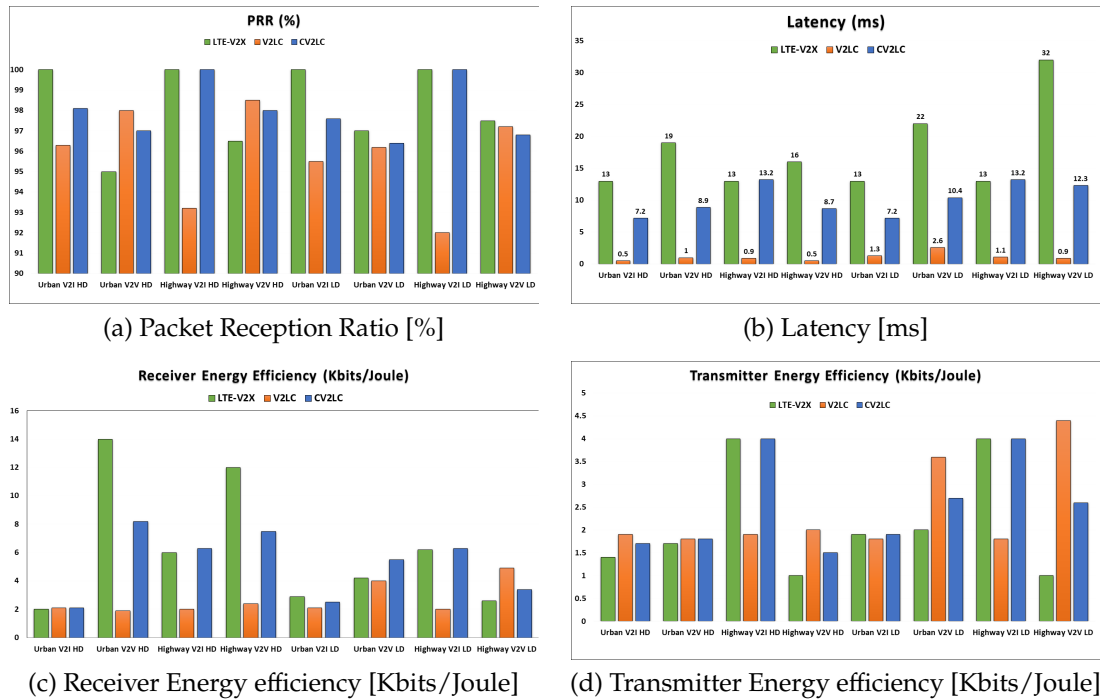 PRR (%)
LTE-V2X V2LC CV2LC
100
99
98
97
96
95
94
93
92
91
90
Urban V2I HD Urban V2V HD Highway V2I HD Highway V2V HD Urban V2I LD Urban V2V LD Highway V2I LD Highway V2V LD
(a) Packet Reception Ratio [%]
Latency (ms)
LTE-V2X V2LC CV2LC
35
30
25
20
15
10
5
0
13 0.5 7.2 19 1 8.9 13 0.9 13.2 16 0.5 8.7 13 1.3 7.2 22 2.6 10.4 13 1.1 13.2 32 0.9 12.3
Urban V2I HD Urban V2V HD Highway V2I HD Highway V2V HD Urban V2I LD Urban V2V LD Highway V2I LD Highway V2V LD
(b) Latency [ms]
Receiver Energy Efficiency (Kbits/Joule)
LTE-V2X V2LC CV2LC
16
14
12
10
8
6
4
2
0
Urban V2I HD Urban V2V HD Highway V2I HD Highway V2V HD Urban V2I LD Urban V2V LD Highway V2I LD Highway V2V LD
(c) Receiver Energy efficiency [Kbits/Joule]
Transmitter Energy Efficiency (Kbits/Joule)
LTE-V2X V2LC CV2LC
5
4.5
4
3.5
3
2.5
2
1.5
1
0.5
0
Urban V2I HD Urban V2V HD Highway V2I HD Highway V2V HD Urban V2I LD Urban V2V LD Highway V2I LD Highway V2V LD
(d) Transmitter Energy efficiency [Kbits/Joule]